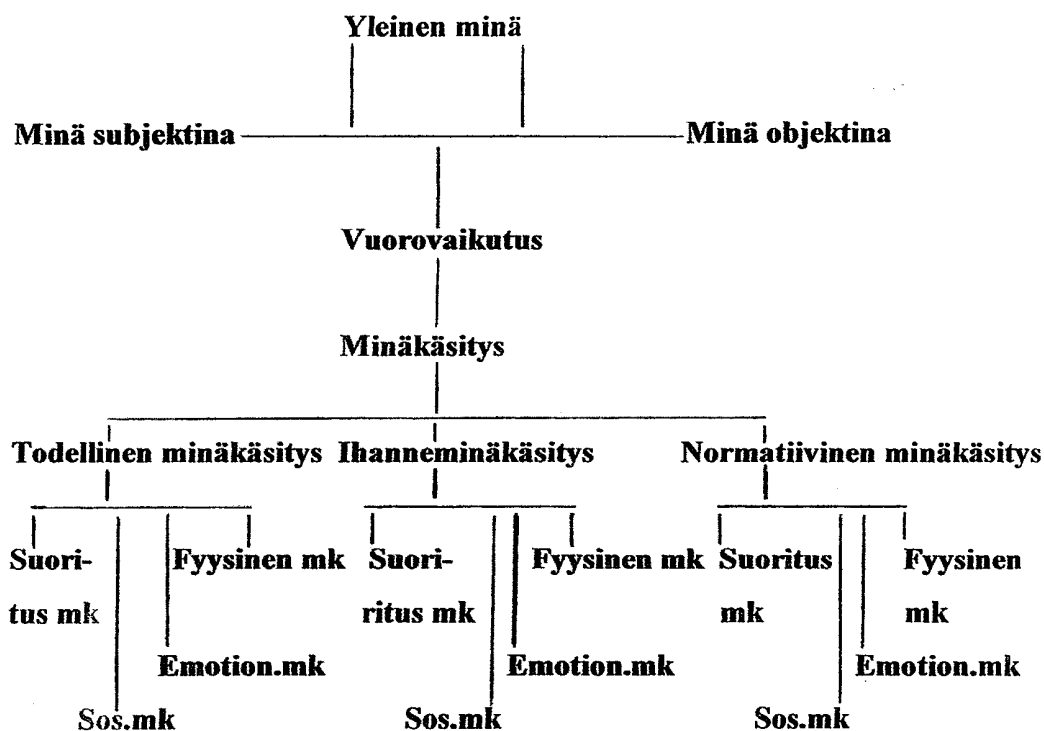 Yleinen minä
Minä subjektina Minä objektina
Vuorovaikutus
Minäkäsitys
Todellinen minäkäsitys Ihanneminäkäsitys Normatiivinen minäkäsitys
Suori- Fyysinen mk Suori- Fyysinen mk Suoritus Fyysinen
tus mk ritus mk mk mk
Emotion.mk Emotion.mk Emotion.mk
Sos.mk Sos.mk Sos.mk